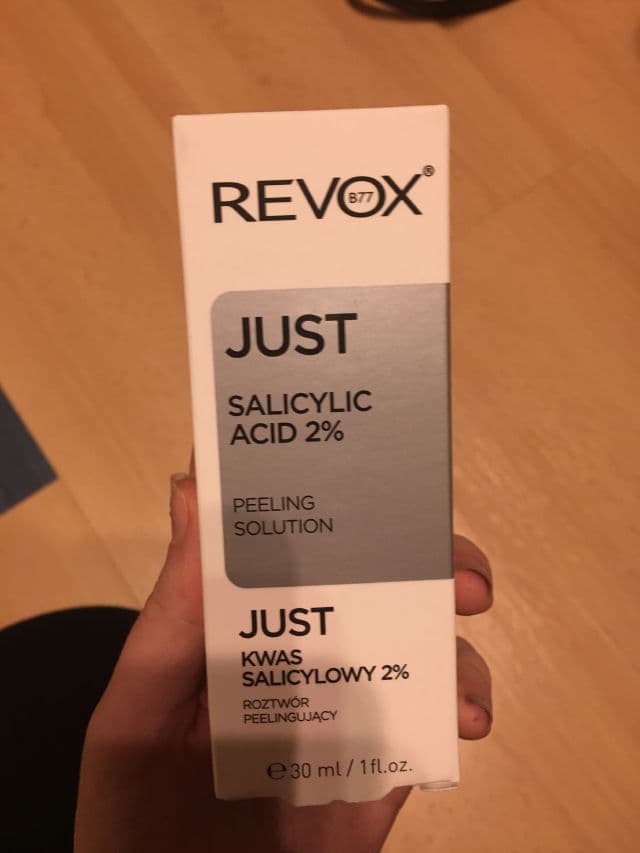 REVOX®
B77
JUST
SALICYLIC
ACID 2%
PEELING
SOLUTION
JUST
KWAS
SALICYLOWY 2%
ROZTWÓR
PEELINGUJĄCY
℮30 ml / 1fl.oz.